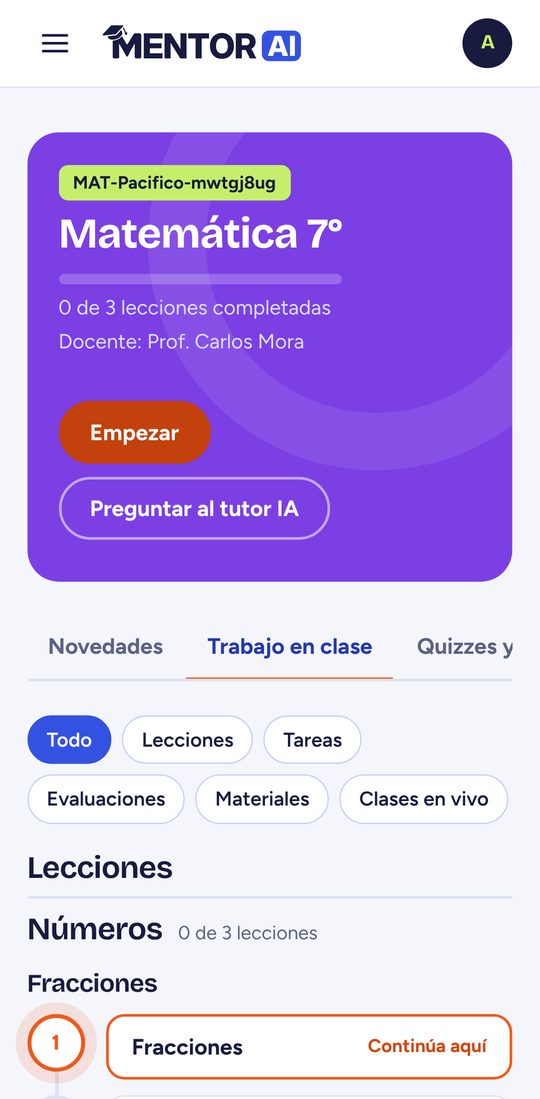 MENTOR AI
A
MAT-Pacifico-mwtgj8ug
Matemática 7°
0 de 3 lecciones completadas
Docente: Prof. Carlos Mora
Empezar
Preguntar al tutor IA
Novedades Trabajo en clase Quizzes y
Todo Lecciones Tareas
Evaluaciones Materiales Clases en vivo
Lecciones
Números 0 de 3 lecciones
Fracciones
1 Fracciones Continúa aquí